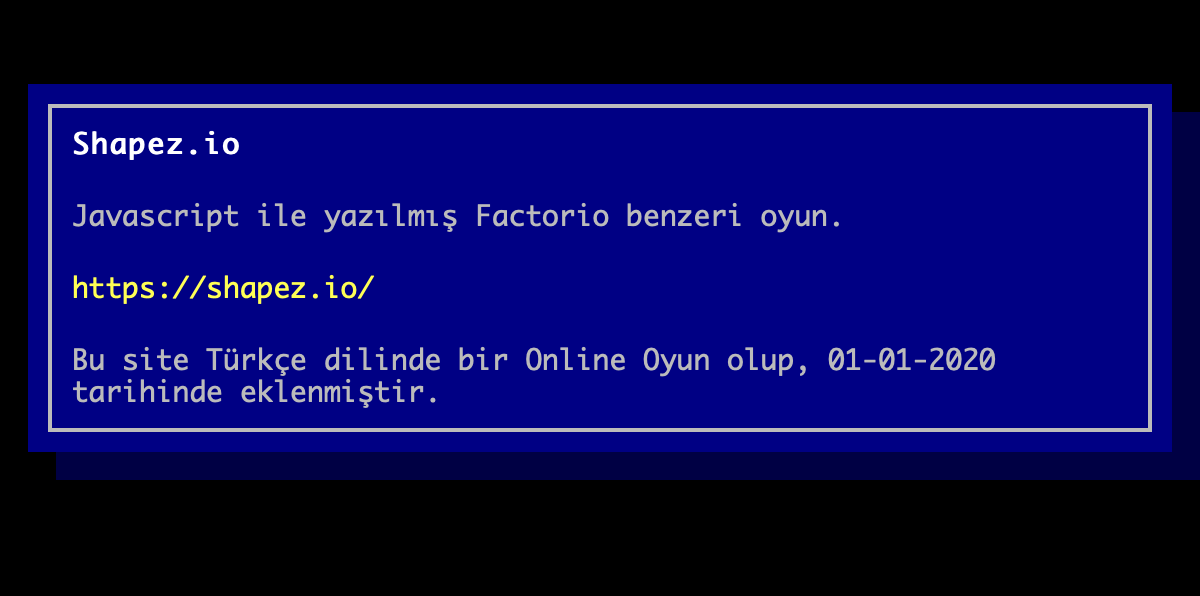 Shapez.io
Javascript ile yazılmış Factorio benzeri oyun.
https://shapez.io/
Bu site Türkçe dilinde bir Online Oyun olup, 01-01-2020
tarihinde eklenmiştir.